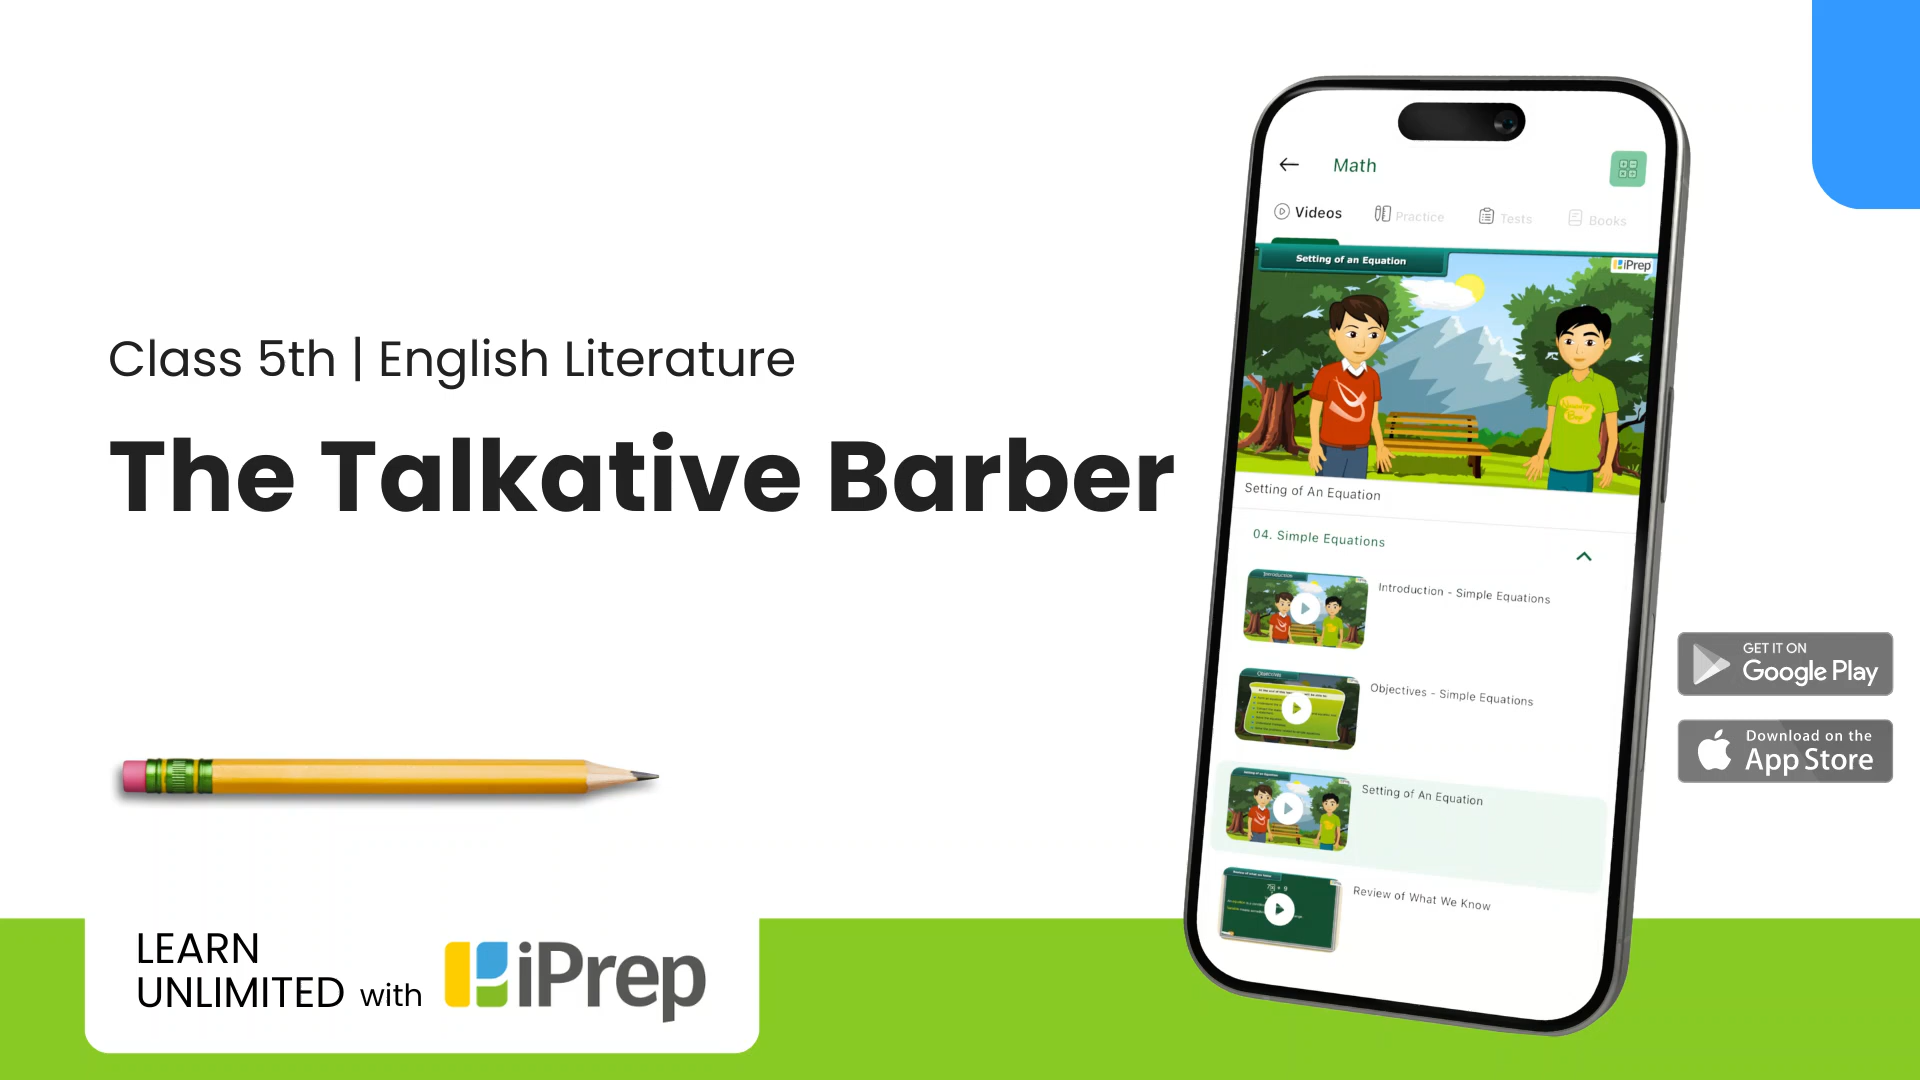 Class 5th | English Literature
The Talkative Barber
LEARN
UNLIMITED with
iPrep
Math
Videos
Practice
Tests
Books
Setting of an Equation
iPrep
Setting of An Equation
04. Simple Equations
Introduction - Simple Equations
Objectives - Simple Equations
Setting of An Equation
Review of What We Know
GET IT ON
Google Play
Download on the
App Store